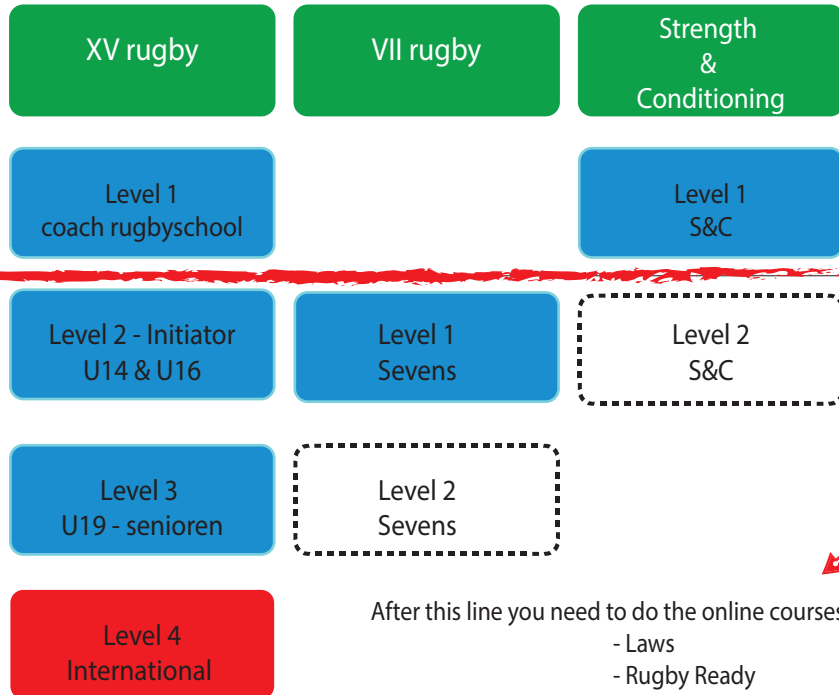 XV rugby
VII rugby
Strength
&
Conditioning
Level 1
coach rugbyschool
Level 1
S&C
Level 2 - Initiator
U14 & U16
Level 1
Sevens
Level 2
S&C
Level 3
U19 - senioren
Level 2
Sevens
Level 4
International
After this line you need to do the online courses
- Laws
- Rugby Ready